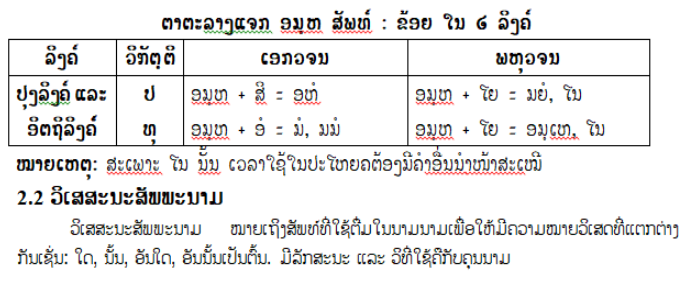 ຕາຕະລາງແຈກ ອມຸຫ ສັພທ໌ : ຂ້ອຍ ໃນ ໒ ລິງຄ໌
ລິງຄ໌ ວິກັຕຸຕິ ເອກວຈນ ພຫຸວຈນ
ປຸງລິງຄ໌ ແລະ ປ ອມຸຫ + ສິ = ອຫໍ ອມຸຫ + ໂຍ = ມຍໍ, ໂນ
ອິຕຖິລິງຄ໌ ທຸ ອມຸຫ + ອໍ = ມໍ, ມມໍ ອມຸຫ + ໂຍ = ອມຸເຫ, ໂນ
ໝາຍເຫດ: ສະເພາະ ໂນ ນັ້ນ ເວລາໃຊ້ໃນປະໂຫຍຄຕ້ອງມີຄຳອື່ນນຳໜ້າສະເໝີ
2.2 ວິເສສະນະສັພພະນາມ
ວິເສສະນະສັພພະນາມ ໝາຍເຖິງສັພທ໌ທີ່ໃຊ້ຕື່ມໃນນາມນາມເພື່ອໃຫ້ມີຄວາມໝາຍວິເສດທີ່ແຕກຕ່າງ
ກັນເຊັ່ນ: ໃດ, ນັ້ນ, ອັນໃດ, ອັນນັ້ນເປັນຕົ້ນ. ມີລັກສະນະ ແລະ ວິທີໃຊ້ຄືກັບຄຸນນາມ